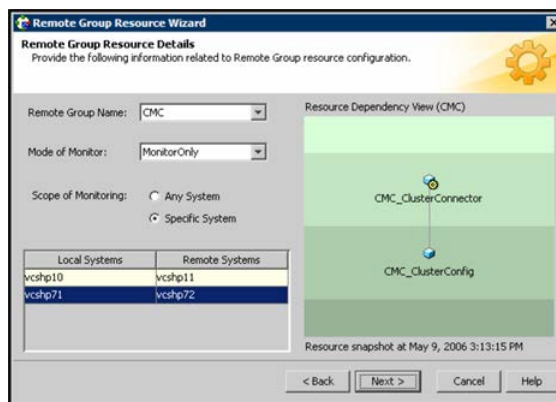 Remote Group Resource Wizard
Remote Group Resource Details
Provide the following information related to Remote Group resource configuration.
Remote Group Name: CMC
Resource Dependency View (CMC)
Mode of Monitor: MonitorOnly
Scope of Monitoring: Any System
Specific System
CMC_ClusterConnector
Local Systems Remote Systems
vcshp10 vcshp11
vcshp71 vcshp72
CMC_ClusterConfig
Resource snapshot at May 9, 2006 3:13:15 PM
< Back Next > Cancel Help